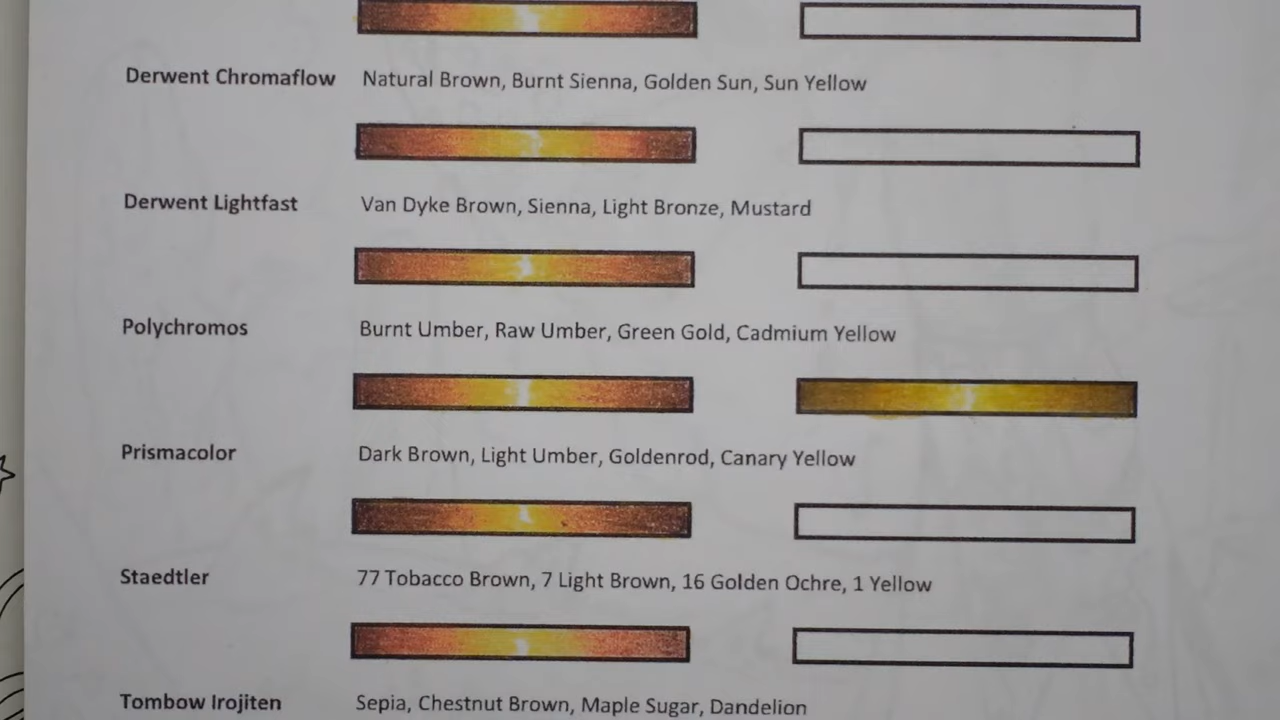 Derwent Chromaflow Natural Brown, Burnt Sienna, Golden Sun, Sun Yellow
Derwent Lightfast Van Dyke Brown, Sienna, Light Bronze, Mustard
Polychromos Burnt Umber, Raw Umber, Green Gold, Cadmium Yellow
Prismacolor Dark Brown, Light Umber, Goldenrod, Canary Yellow
Staedtler 77 Tobacco Brown, 7 Light Brown, 16 Golden Ochre, 1 Yellow
Tombow Irojiten Sepia, Chestnut Brown, Maple Sugar, Dandelion